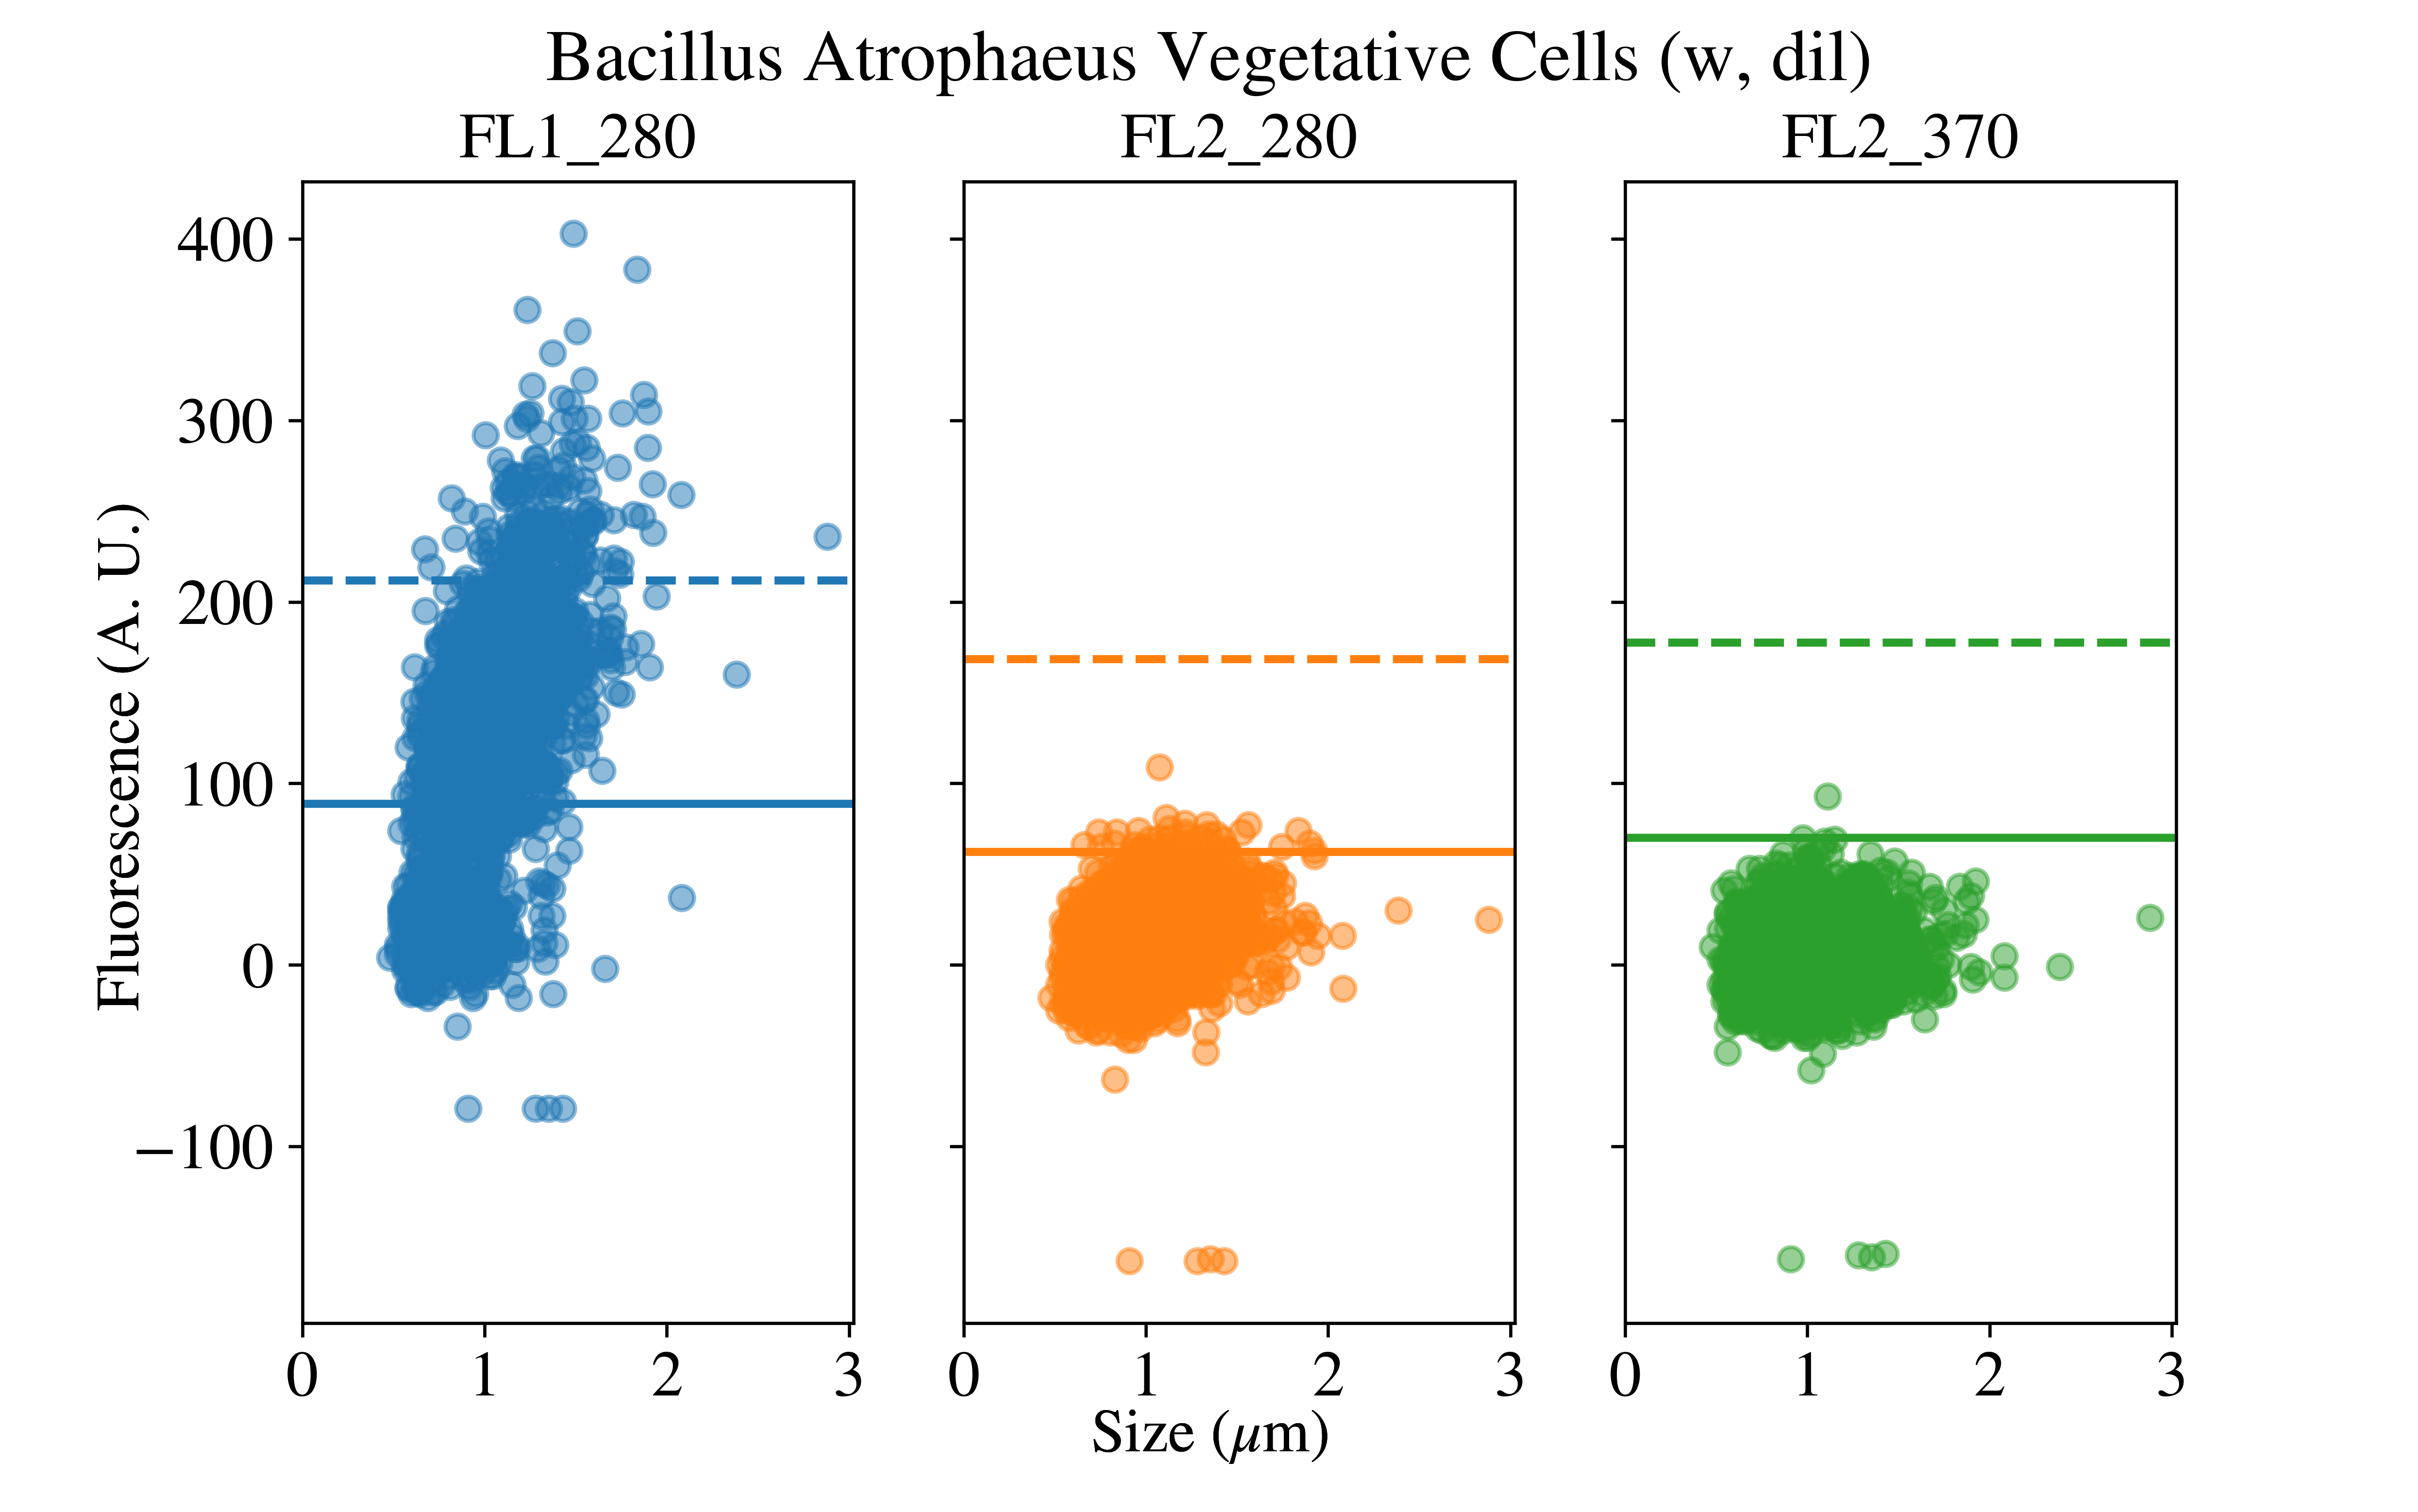 Bacillus Atrophaeus Vegetative Cells (w, dil)
FL1_280 FL2_280 FL2_370
Fluorescence (A. U.)
400
300
200
100
0
−100
0 1 2 3 0 1 2 3 0 1 2 3
Size (μm)